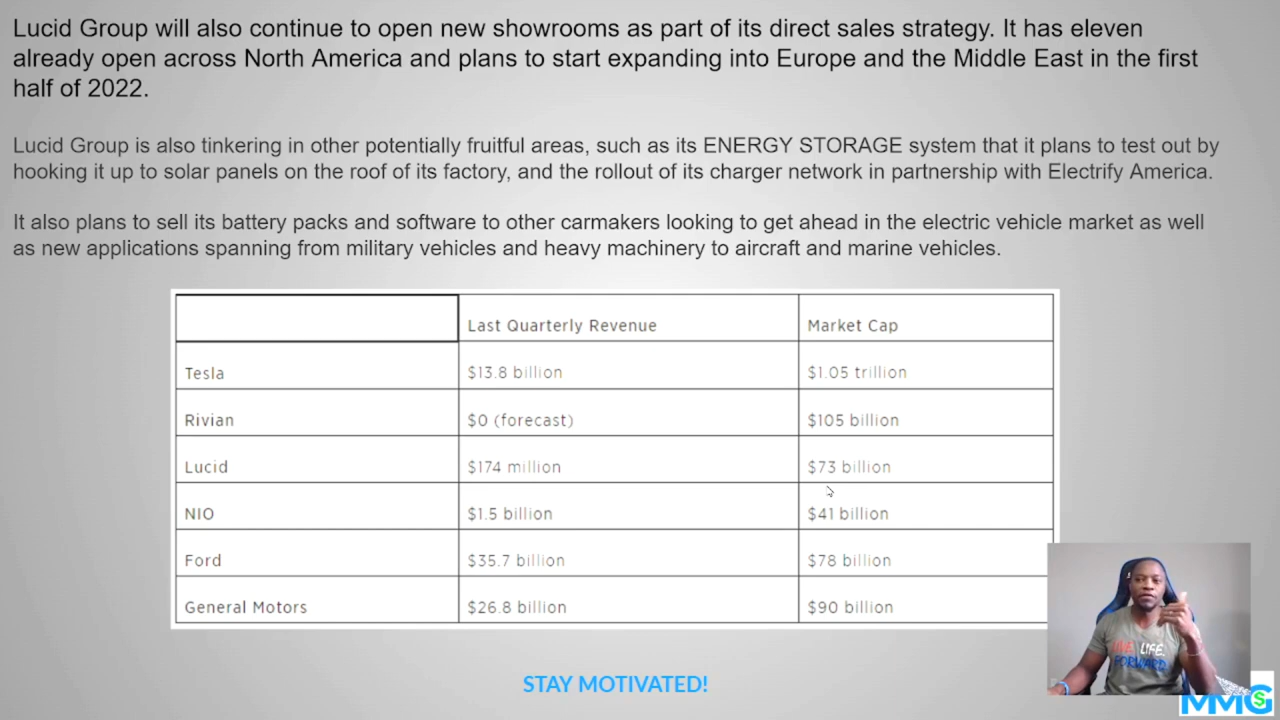 Lucid Group will also continue to open new showrooms as part of its direct sales strategy. It has eleven
already open across North America and plans to start expanding into Europe and the Middle East in the first
half of 2022.
Lucid Group is also tinkering in other potentially fruitful areas, such as its ENERGY STORAGE system that it plans to test out by
hooking it up to solar panels on the roof of its factory, and the rollout of its charger network in partnership with Electrify America.
It also plans to sell its battery packs and software to other carmakers looking to get ahead in the electric vehicle market as well
as new applications spanning from military vehicles and heavy machinery to aircraft and marine vehicles.
Last Quarterly Revenue Market Cap
Tesla $13.8 billion $1.05 trillion
Rivian $0 (forecast) $105 billion
Lucid $174 million $73 billion
NIO $1.5 billion $41 billion
Ford $35.7 billion $78 billion
General Motors $26.8 billion $90 billion
LIVE LIFE.
FORWARD
STAY MOTIVATED!
MMG
$